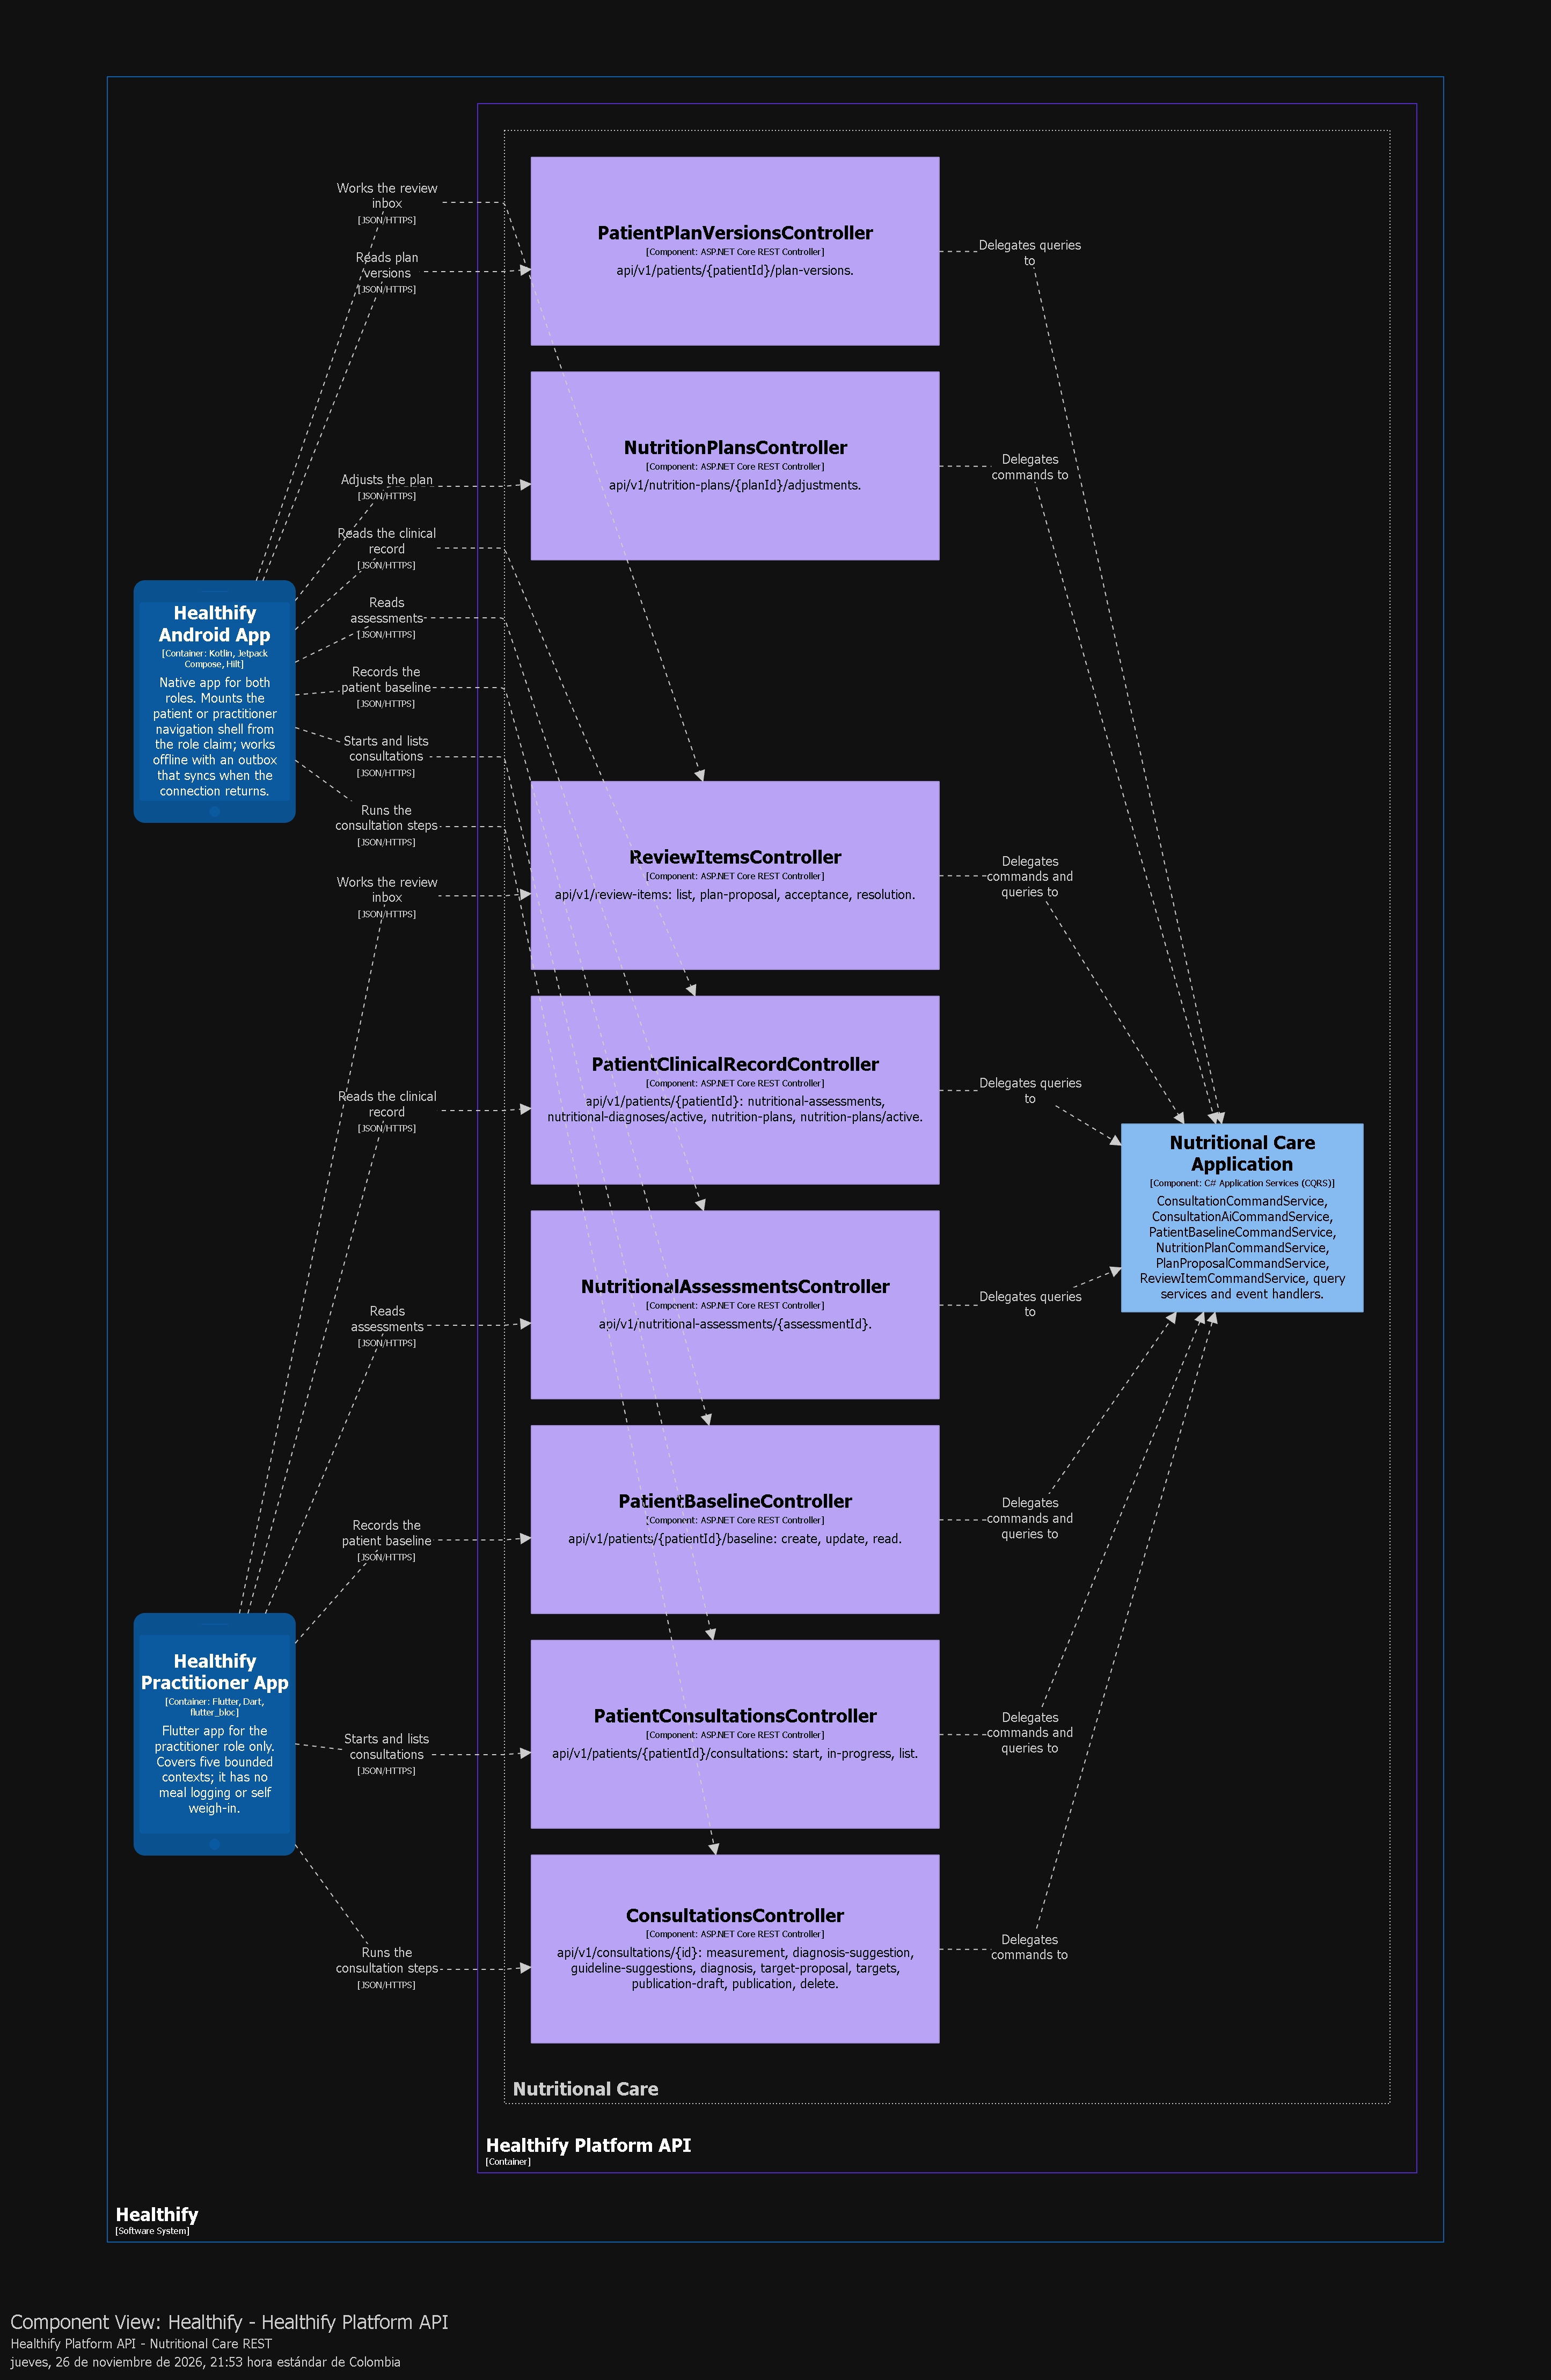 Works the review
inbox
[JSON/HTTPS]
Reads plan
versions
[JSON/HTTPS]
Adjusts the plan
[JSON/HTTPS]
Reads the clinical
record
[JSON/HTTPS]
Reads
assessments
[JSON/HTTPS]
Records the
patient baseline
[JSON/HTTPS]
Starts and lists
consultations
[JSON/HTTPS]
Runs the
consultation steps
[JSON/HTTPS]
Healthify
Android App
[Container: Kotlin, Jetpack
Compose, Hilt]
Native app for both
roles. Mounts the
patient or practitioner
navigation shell from
the role claim; works
offline with an outbox
that syncs when the
connection returns.
Works the review
inbox
[JSON/HTTPS]
Reads the clinical
record
[JSON/HTTPS]
Reads
assessments
[JSON/HTTPS]
Records the
patient baseline
[JSON/HTTPS]
Starts and lists
consultations
[JSON/HTTPS]
Runs the
consultation steps
[JSON/HTTPS]
Healthify
Practitioner App
[Container: Flutter, Dart,
flutter_bloc]
Flutter app for the
practitioner role only.
Covers five bounded
contexts; it has no
meal logging or self
weigh-in.
PatientPlanVersionsController
[Component: ASP.NET Core REST Controller]
api/v1/patients/{patientId}/plan-versions.
NutritionPlansController
[Component: ASP.NET Core REST Controller]
api/v1/nutrition-plans/{planId}/adjustments.
ReviewItemsController
[Component: ASP.NET Core REST Controller]
api/v1/review-items: list, plan-proposal, acceptance, resolution.
PatientClinicalRecordController
[Component: ASP.NET Core REST Controller]
api/v1/patients/{patientId}: nutritional-assessments,
nutritional-diagnoses/active, nutrition-plans, nutrition-plans/active.
NutritionalAssessmentsController
[Component: ASP.NET Core REST Controller]
api/v1/nutritional-assessments/{assessmentId}.
PatientBaselineController
[Component: ASP.NET Core REST Controller]
api/v1/patients/{patientId}/baseline: create, update, read.
PatientConsultationsController
[Component: ASP.NET Core REST Controller]
api/v1/patients/{patientId}/consultations: start, in-progress, list.
ConsultationsController
[Component: ASP.NET Core REST Controller]
api/v1/consultations/{id}: measurement, diagnosis-suggestion,
guideline-suggestions, diagnosis, target-proposal, targets,
publication-draft, publication, delete.
Delegates queries
to
Delegates
commands to
Delegates
commands and
queries to
Delegates queries
to
Delegates queries
to
Delegates
commands and
queries to
Delegates
commands and
queries to
Delegates
commands to
Nutritional Care
Application
[Component: C# Application Services (CQRS)]
ConsultationCommandService,
ConsultationAiCommandService,
PatientBaselineCommandService,
NutritionPlanCommandService,
PlanProposalCommandService,
ReviewItemCommandService, query
services and event handlers.
Nutritional Care
Healthify Platform API
[Container]
Healthify
[Software System]
Component View: Healthify - Healthify Platform API
Healthify Platform API - Nutritional Care REST
jueves, 26 de noviembre de 2026, 21:53 hora estándar de Colombia